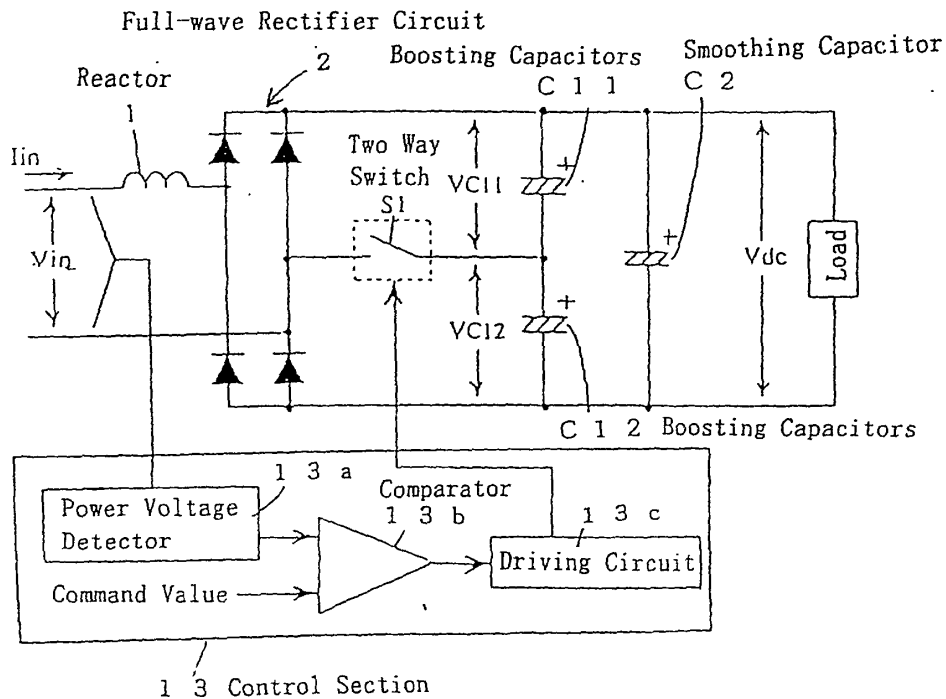 Full-wave Rectifier Circuit
2
Boosting Capacitors
C 1 1
Smoothing Capacitor
C 2
Reactor
1
Iin
Two Way
Switch
S1
VC11
+
+
Vin
Vdc
Load
VC12
+
C 1 2 Boosting Capacitors
1 3 a
Power Voltage
Detector
Comparator
1 3 b
1 3 c
Driving Circuit
Command Value
1 3 Control Section